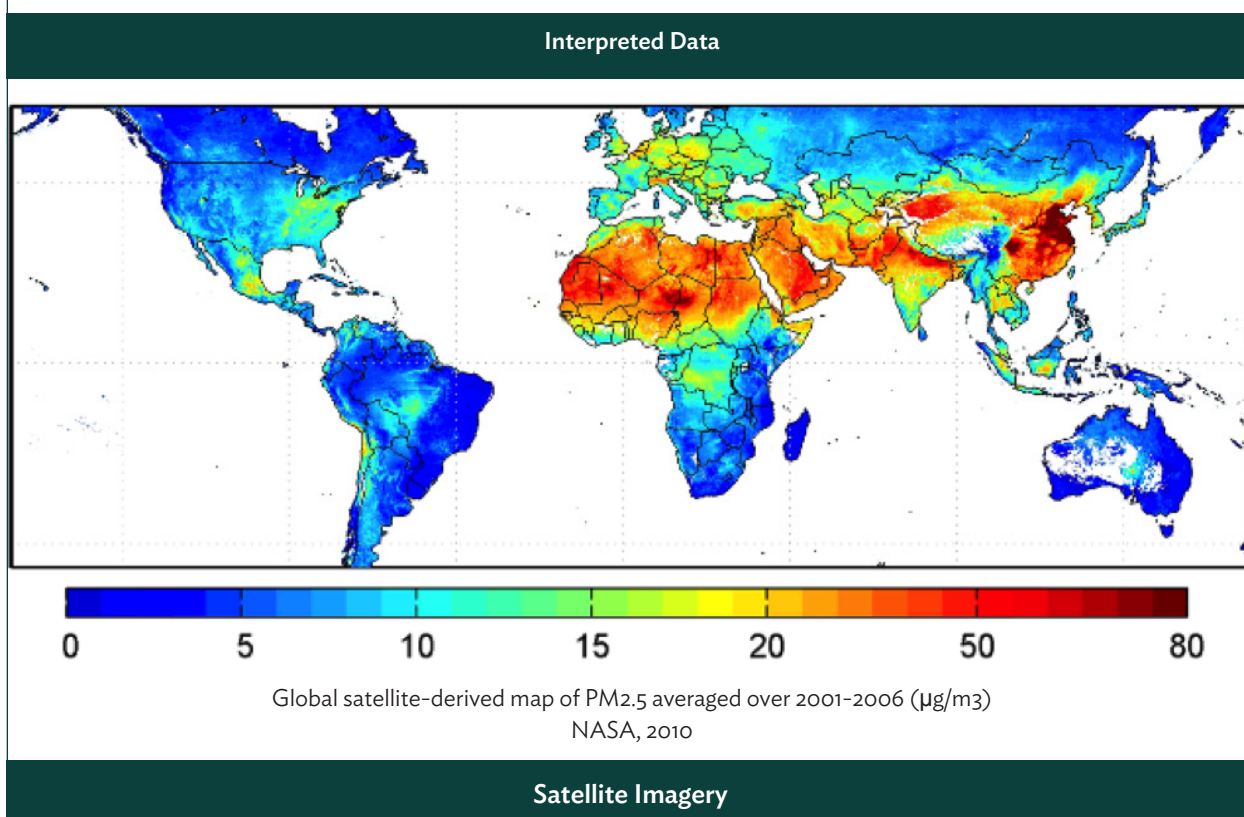 Interpreted Data
0 5 10 15 20 50 80
Global satellite-derived map of PM2.5 averaged over 2001-2006 (μg/m3)
NASA, 2010
Satellite Imagery